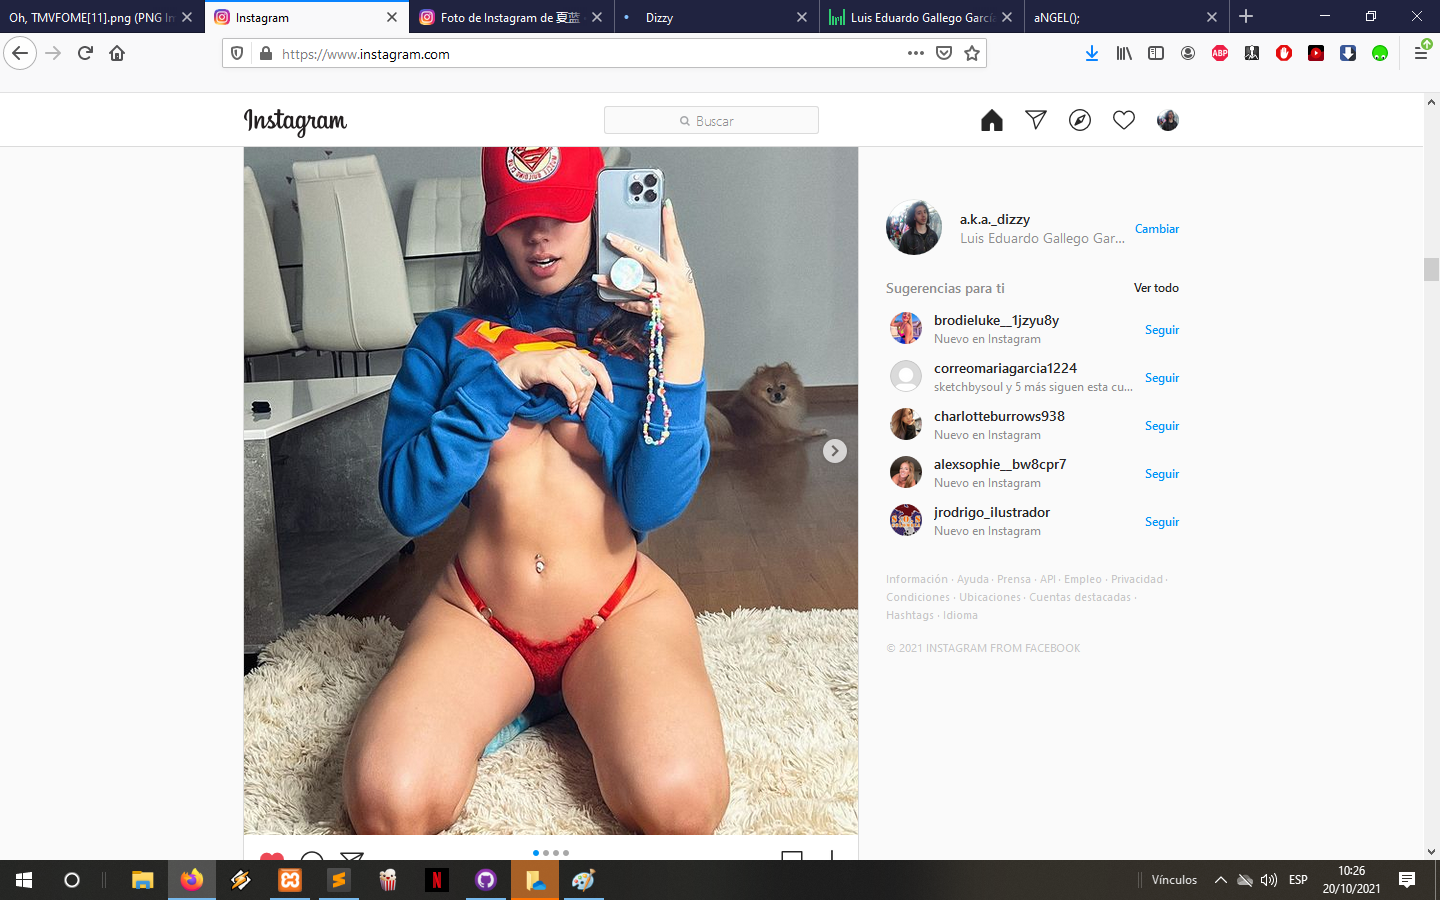 Oh, TMVFOME[11].png (PNG Im
Instagram
Foto de Instagram de 夏蓝
Dizzy
Luis Eduardo Gallego García
aNGEL();
https://www.instagram.com
ABP
Instagram
Buscar
a.k.a._dizzy
Luis Eduardo Gallego Gar...
Cambiar
Sugerencias para ti
Ver todo
brodieluke__1jzyu8y
Nuevo en Instagram
Seguir
correomariagarcia1224
sketchbysoul y 5 más siguen esta cu...
Seguir
charlotteburrows938
Nuevo en Instagram
Seguir
alexsophie__bw8cpr7
Nuevo en Instagram
Seguir
jrodrigo_ilustrador
Nuevo en Instagram
Seguir
Información · Ayuda · Prensa · API · Empleo · Privacidad ·
Condiciones · Ubicaciones · Cuentas destacadas ·
Hashtags · Idioma
© 2021 INSTAGRAM FROM FACEBOOK
Vínculos
ESP
10:26
20/10/2021